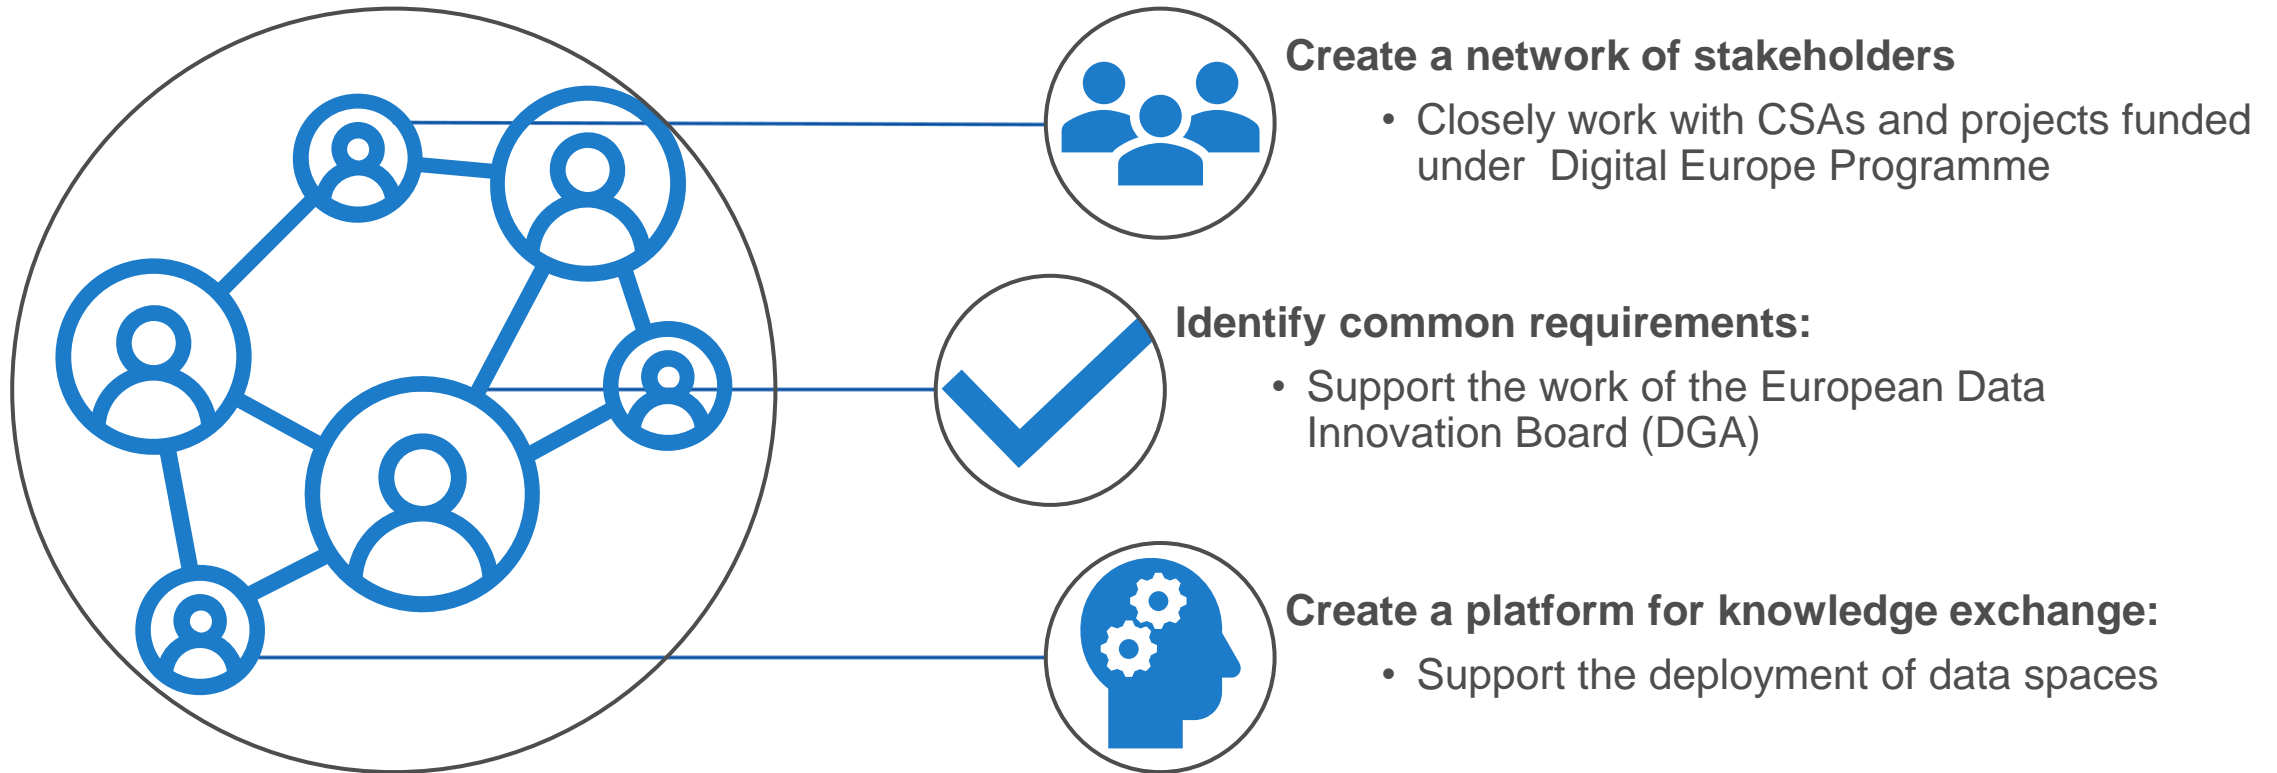 Create a network of stakeholders
• Closely work with CSAs and projects funded
under  Digital Europe Programme
Identify common requirements:
• Support the work of the European Data
Innovation Board (DGA)
Create a platform for knowledge exchange:
• Support the deployment of data spaces